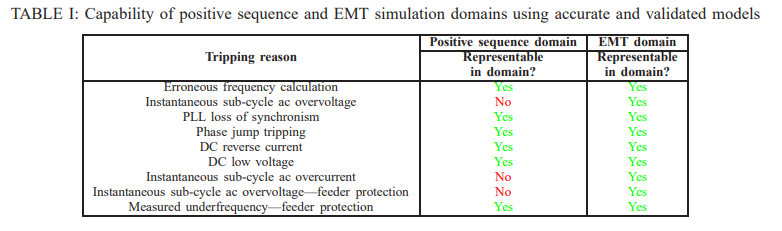 TABLE I: Capability of positive sequence and EMT simulation domains using accurate and validated models
Tripping reason Positive sequence domain EMT domain
Representable in domain? Representable in domain?
Erroneous frequency calculation Yes Yes
Instantaneous sub-cycle ac overvoltage No Yes
PLL loss of synchronism Yes Yes
Phase jump tripping Yes Yes
DC reverse current Yes Yes
DC low voltage Yes Yes
Instantaneous sub-cycle ac overcurrent No Yes
Instantaneous sub-cycle ac overvoltage—feeder protection No Yes
Measured underfrequency—feeder protection Yes Yes